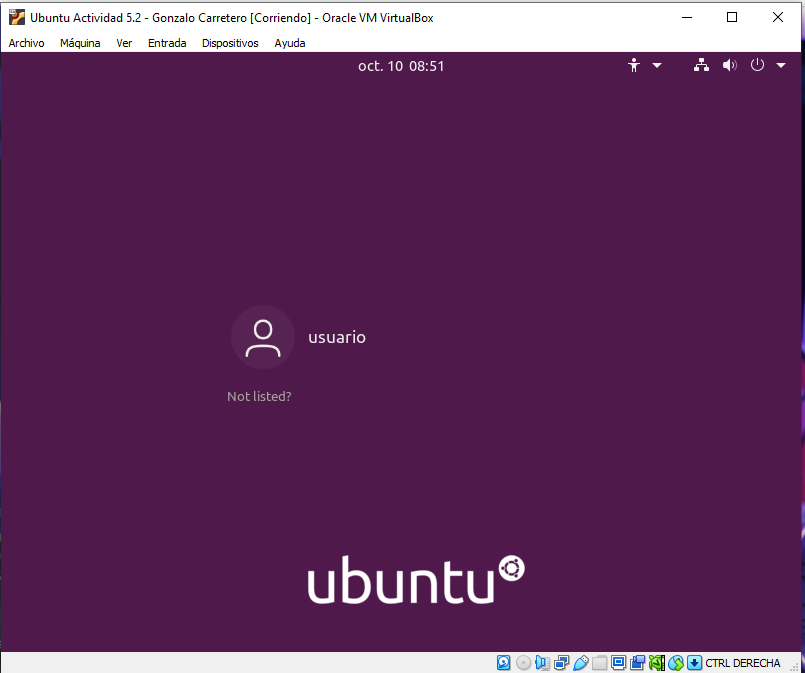 Ubuntu Actividad 5.2 - Gonzalo Carretero [Corriendo] - Oracle VM VirtualBox
Archivo Máquina Ver Entrada Dispositivos Ayuda
oct. 10 08:51
usuario
Not listed?
ubuntu
CTRL DERECHA